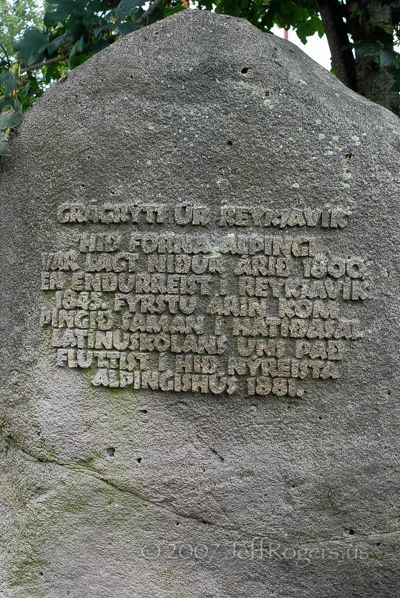 GRÁGRÝTI ÚR REYKJAVÍK
HIÐ FORNA ALÞINGI
VAR LAGT NIÐUR ÁRIÐ 1800.
EN ENDURREIST Í REYKJAVÍK
1845. FYRSTU ÁRIN KOM
ÞINGIÐ SAMAN Í HÁTÍÐASAL
LATÍNUSKÓLANS UNS ÞAÐ
FLUTTIST Í HIÐ NÝREISTA
ALÞINGISHÚS 1881.
©2007 JeffRogers.us